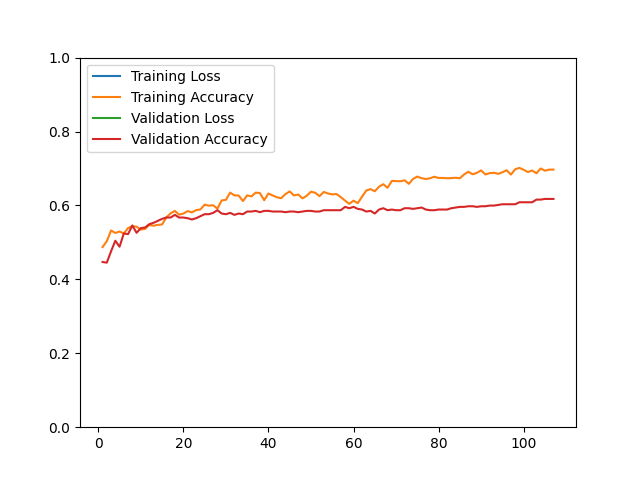 Training Loss
Training Accuracy
Validation Loss
Validation Accuracy
1.0
0.8
0.6
0.4
0.2
0.0
0 20 40 60 80 100